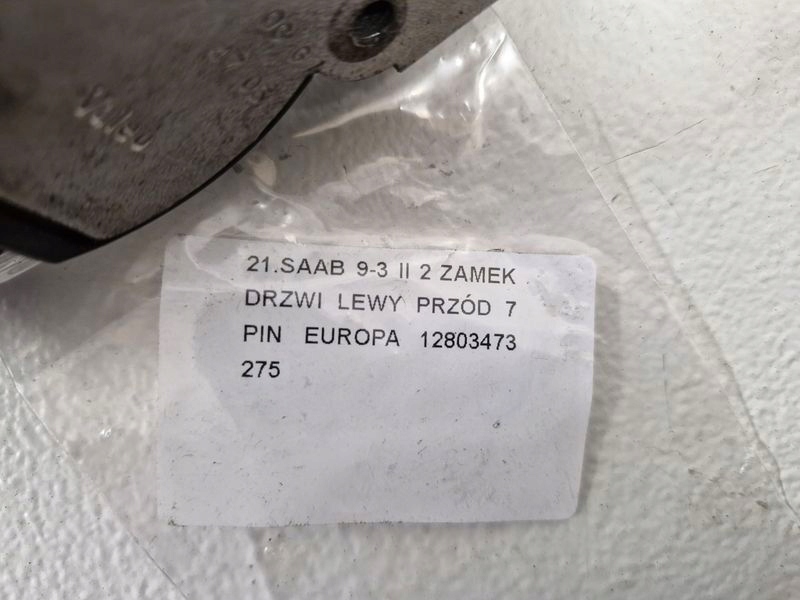 21.SAAB 9-3 II 2 ZAMEK
DRZWI LEWY PRZÓD 7
PIN EUROPA 12803473
275